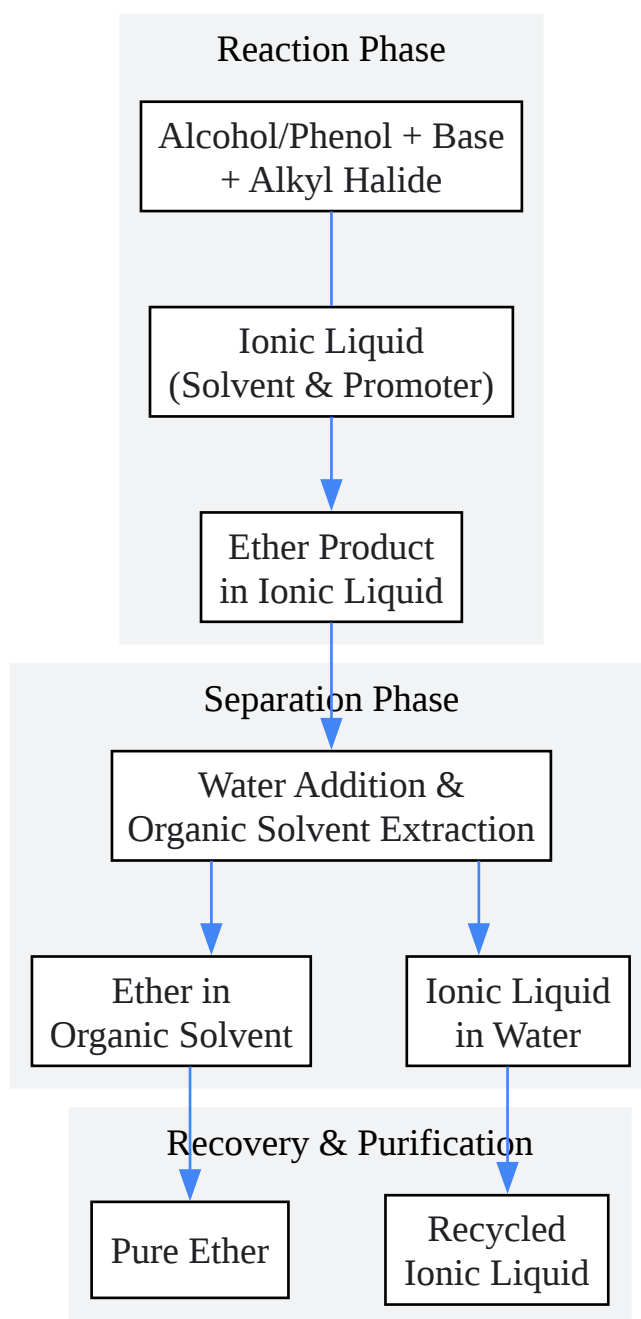 Reaction Phase
Alcohol/Phenol + Base
+ Alkyl Halide
Ionic Liquid
(Solvent & Promoter)
Ether Product
in Ionic Liquid
Separation Phase
Water Addition &
Organic Solvent Extraction
Ether in
Organic Solvent
Ionic Liquid
in Water
Recovery & Purification
Pure Ether
Recycled
Ionic Liquid